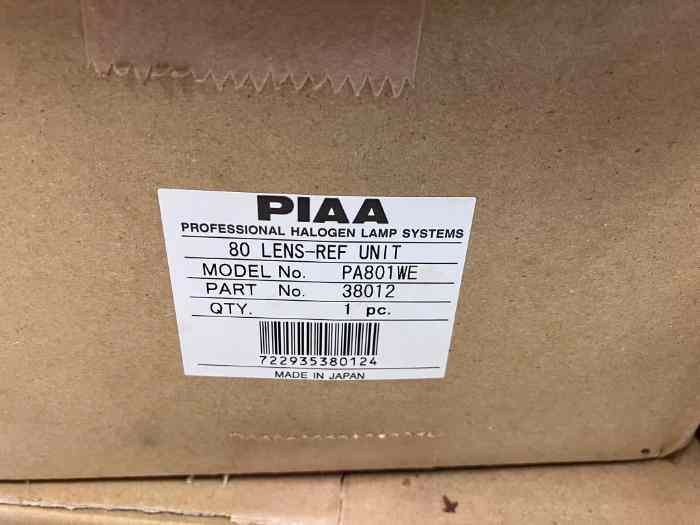 PIAA
PROFESSIONAL HALOGEN LAMP SYSTEMS
80 LENS-REF UNIT
MODEL No. PA801WE
PART No. 38012
QTY. 1 pc.
722935380124
MADE IN JAPAN